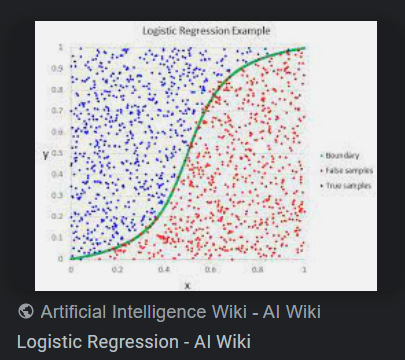 Logistic Regression Example
1
0.9
0.8
0.7
0.6
0.5
0.4
0.3
0.2
0.1
0
Y
0 0.2 0.4 0.6 0.8 1
X
Boundary
False samples
True samples
Artificial Intelligence Wiki - AI Wiki
Logistic Regression - AI Wiki